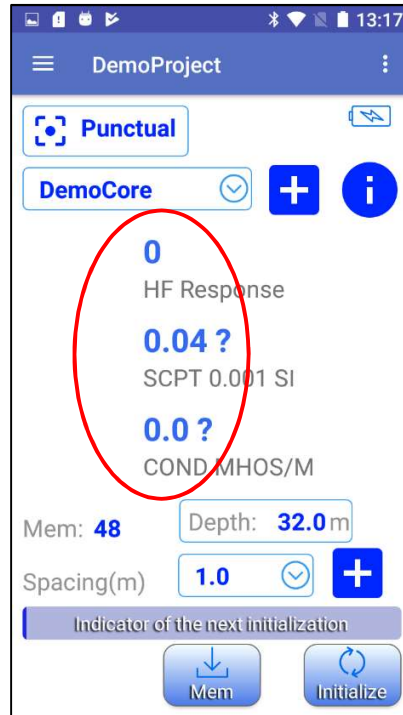 13:17
DemoProject
Punctual
DemoCore
0
HF Response
0.04 ?
SCPT 0.001 SI
0.0 ?
COND MHOS/M
Mem: 48 Depth: 32.0 m
Spacing(m) 1.0
Indicator of the next initialization
Mem Initialize